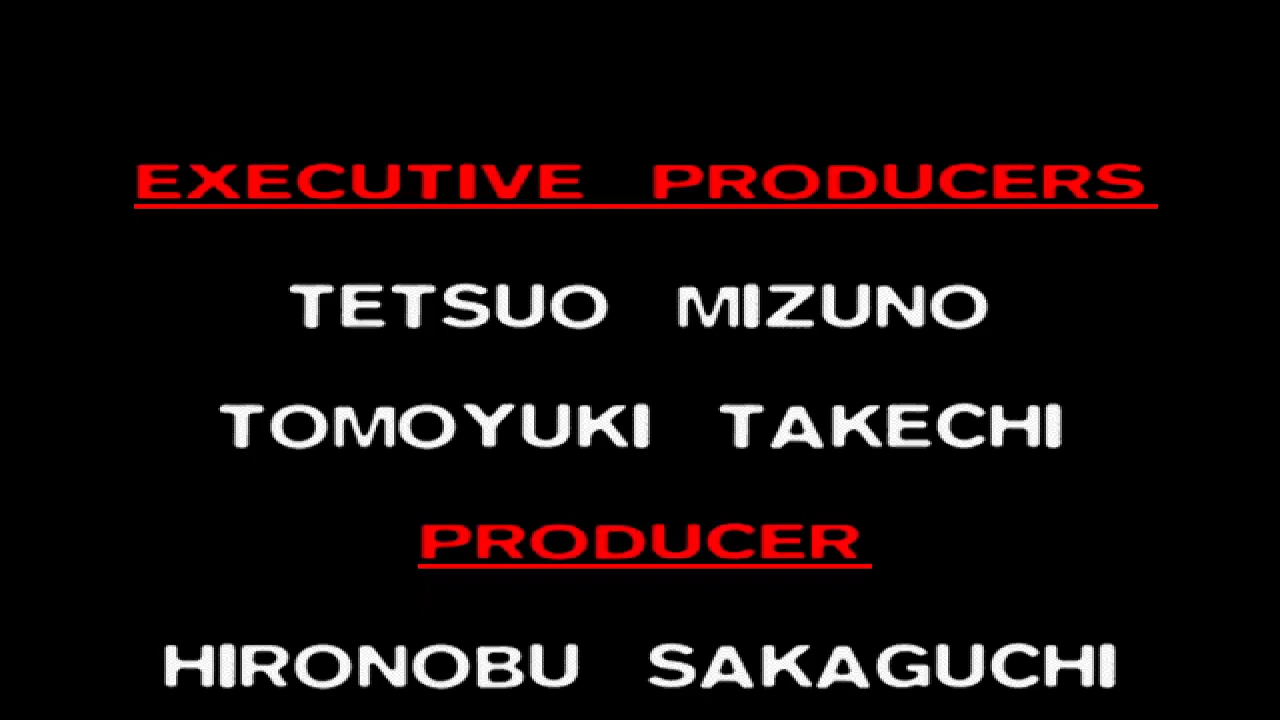 EXECUTIVE PRODUCERS
TETSUO MIZUNO
TOMOYUKI TAKECHI
PRODUCER
HIRONOBU SAKAGUCHI